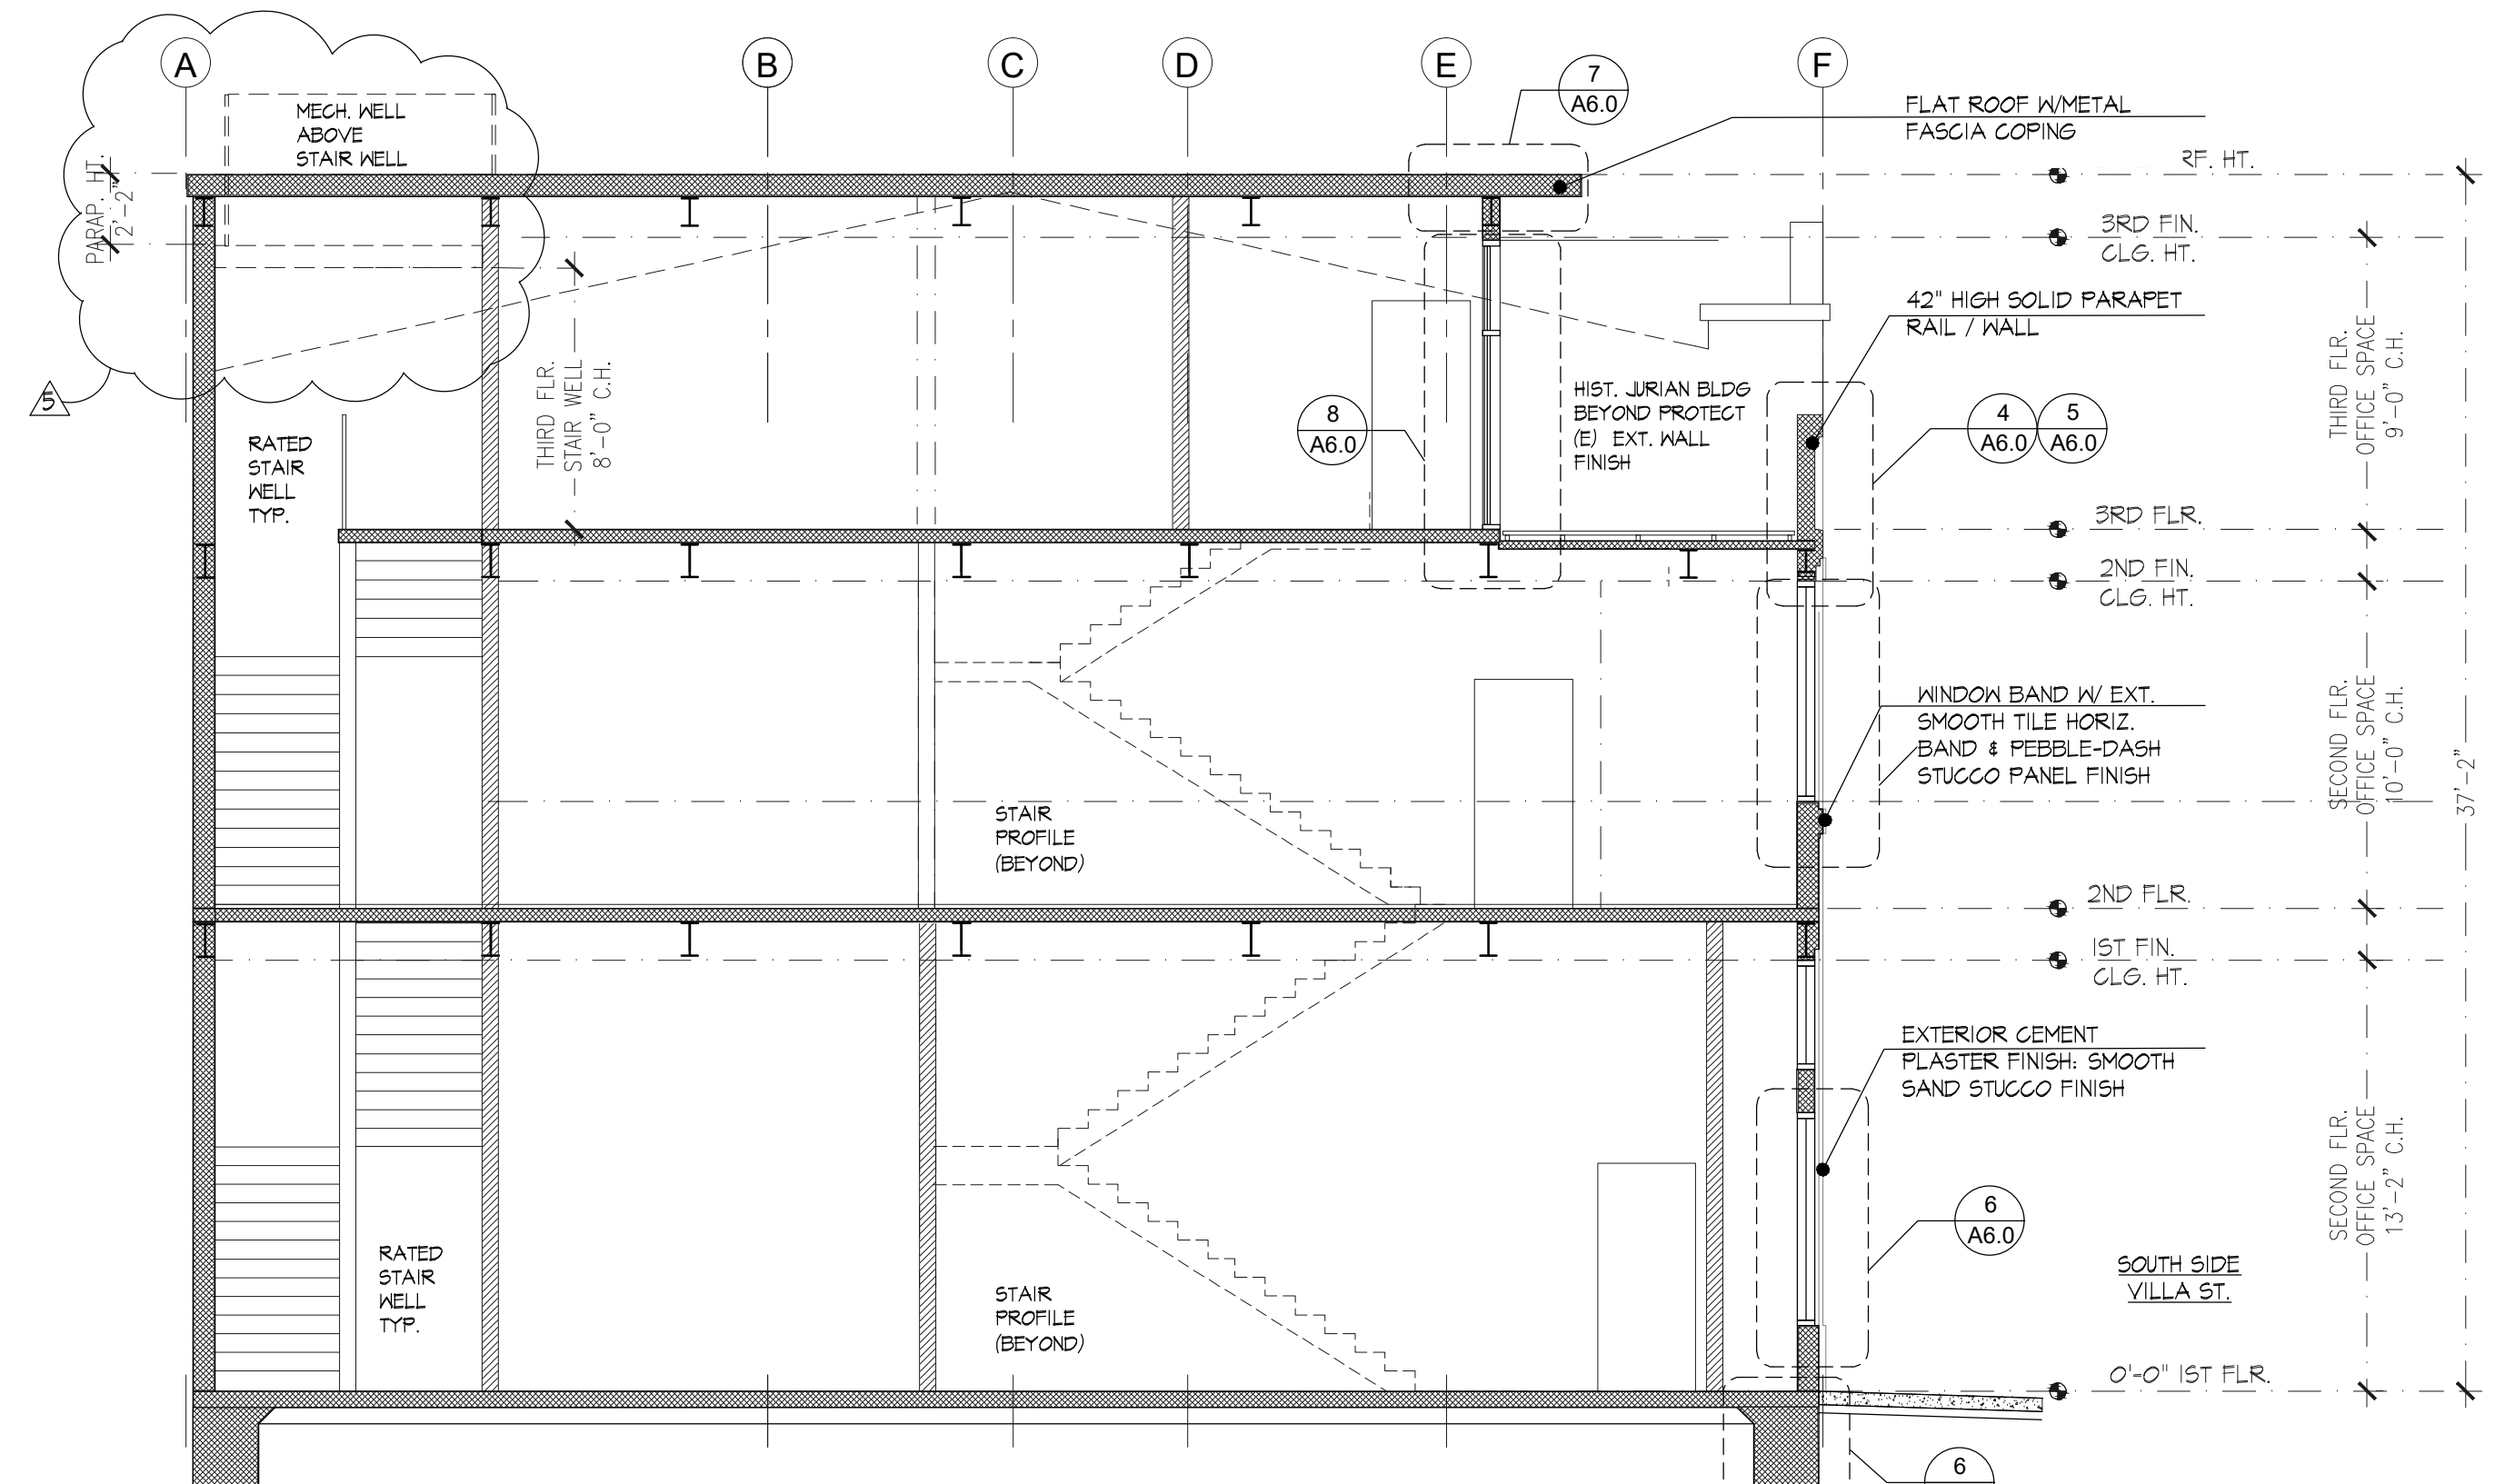 A
B
C
D
E
F
7
A6.0
MECH. WELL
ABOVE
STAIR WELL
FLAT ROOF W/METAL
FASCIA COPING
RF. HT.
PARAP. HT.
2'-2"
3RD FIN.
CLG. HT.
42" HIGH SOLID PARAPET
RAIL / WALL
5
THIRD FLR.
STAIR WELL
8'-0" C.H.
HIST. JURIAN BLDG
BEYOND PROTECT
(E) EXT. WALL
FINISH
8
A6.0
4
A6.0
5
A6.0
THIRD FLR.
OFFICE SPACE
9'-0" C.H.
RATED
STAIR
WELL
TYP.
3RD FLR.
2ND FIN.
CLG. HT.
WINDOW BAND W/ EXT.
SMOOTH TILE HORIZ.
BAND & PEBBLE-DASH
STUCCO PANEL FINISH
SECOND FLR.
OFFICE SPACE
10'-0" C.H.
37'-2"
STAIR
PROFILE
(BEYOND)
2ND FLR.
1ST FIN.
CLG. HT.
EXTERIOR CEMENT
PLASTER FINISH: SMOOTH
SAND STUCCO FINISH
SECOND FLR.
OFFICE SPACE
13'-2" C.H.
6
A6.0
RATED
STAIR
WELL
TYP.
STAIR
PROFILE
(BEYOND)
SOUTH SIDE
VILLA ST.
0'-0" 1ST FLR.
6